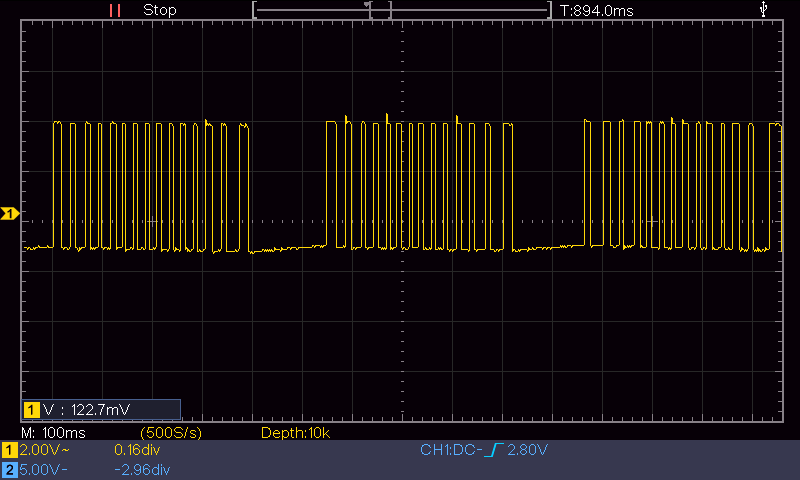 Stop T:894.0ms
1
1 V : 122.7mV
M: 100ms (500S/s) Depth:10k
1 2.00V~ 0.16div CH1:DC- 2.80V
2 5.00V- -2.96div